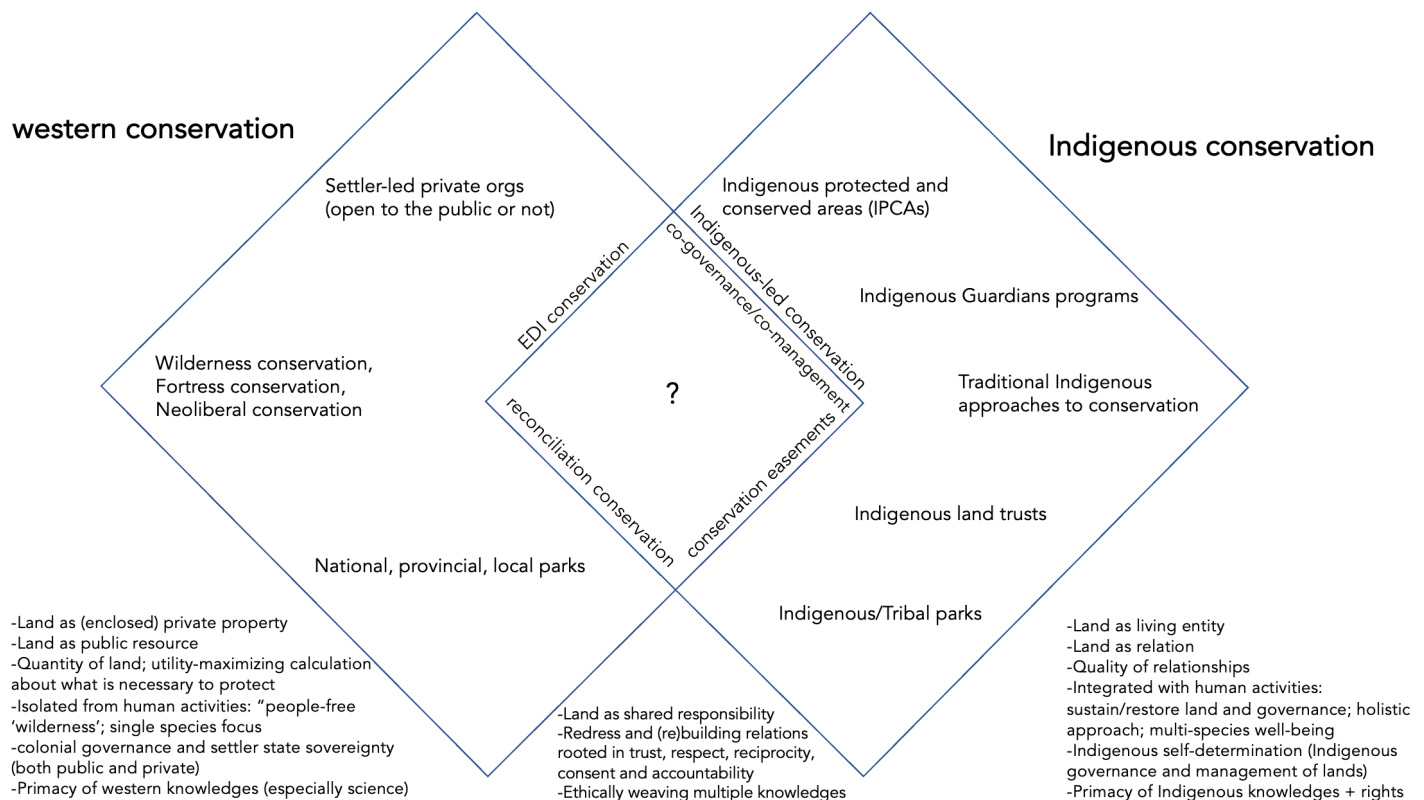 western conservation
Indigenous conservation
Settler-led private orgs
(open to the public or not)
Indigenous protected and
conserved areas (IPCAs)
EDI conservation
Indigenous-led conservation
co-governance/co-management
Indigenous Guardians programs
Wilderness conservation,
Fortress conservation,
Neoliberal conservation
?
Traditional Indigenous
approaches to conservation
reconciliation conservation
conservation easements
Indigenous land trusts
National, provincial, local parks
Indigenous/Tribal parks
-Land as (enclosed) private property
-Land as public resource
-Quantity of land; utility-maximizing calculation
about what is necessary to protect
-Isolated from human activities: “people-free
’wilderness’; single species focus
-colonial governance and settler state sovereignty
(both public and private)
-Primacy of western knowledges (especially science)
-Land as shared responsibility
-Redress and (re)building relations
rooted in trust, respect, reciprocity,
consent and accountability
-Ethically weaving multiple knowledges
-Land as living entity
-Land as relation
-Quality of relationships
-Integrated with human activities:
sustain/restore land and governance; holistic
approach; multi-species well-being
-Indigenous self-determination (Indigenous
governance and management of lands)
-Primacy of Indigenous knowledges + rights